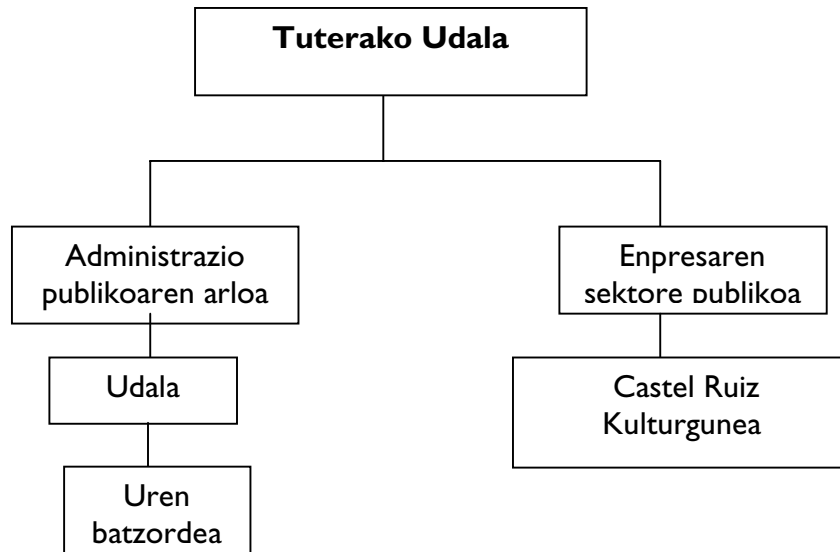 Tuterako Udala
Administrazio
publikoaren arloa
Enpresaren
sektore publikoa
Udala
Castel Ruiz
Kulturgunea
Uren
batzordea